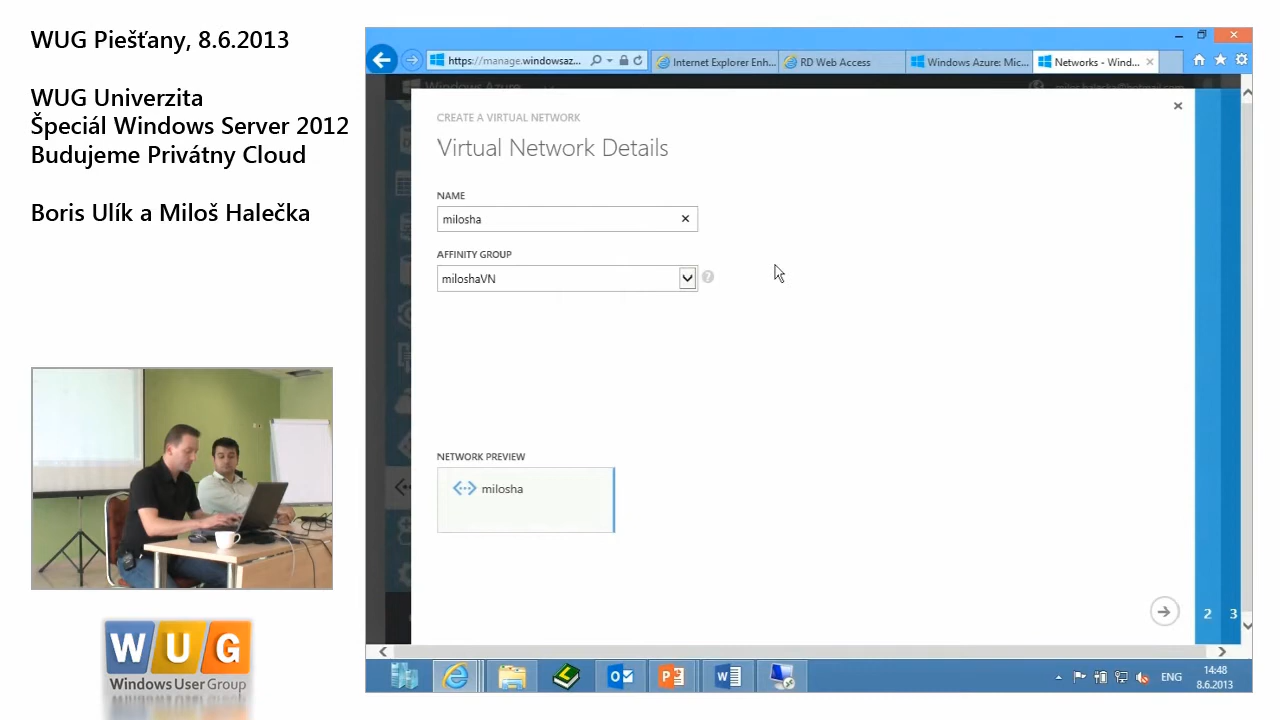 WUG Piešťany, 8.6.2013
WUG Univerzita
Špeciál Windows Server 2012
Budujeme Privátny Cloud
Boris Ulík a Miloš Halečka
WUG
Windows User Group
https://manage.windowsaz...
Internet Explorer Enh...
RD Web Access
Windows Azure: Mic...
Networks - Wind...
CREATE A VIRTUAL NETWORK
Virtual Network Details
NAME
milosha
AFFINITY GROUP
miloshaVN
NETWORK PREVIEW
milosha
2 3
ENG
14:48
8.6.2013